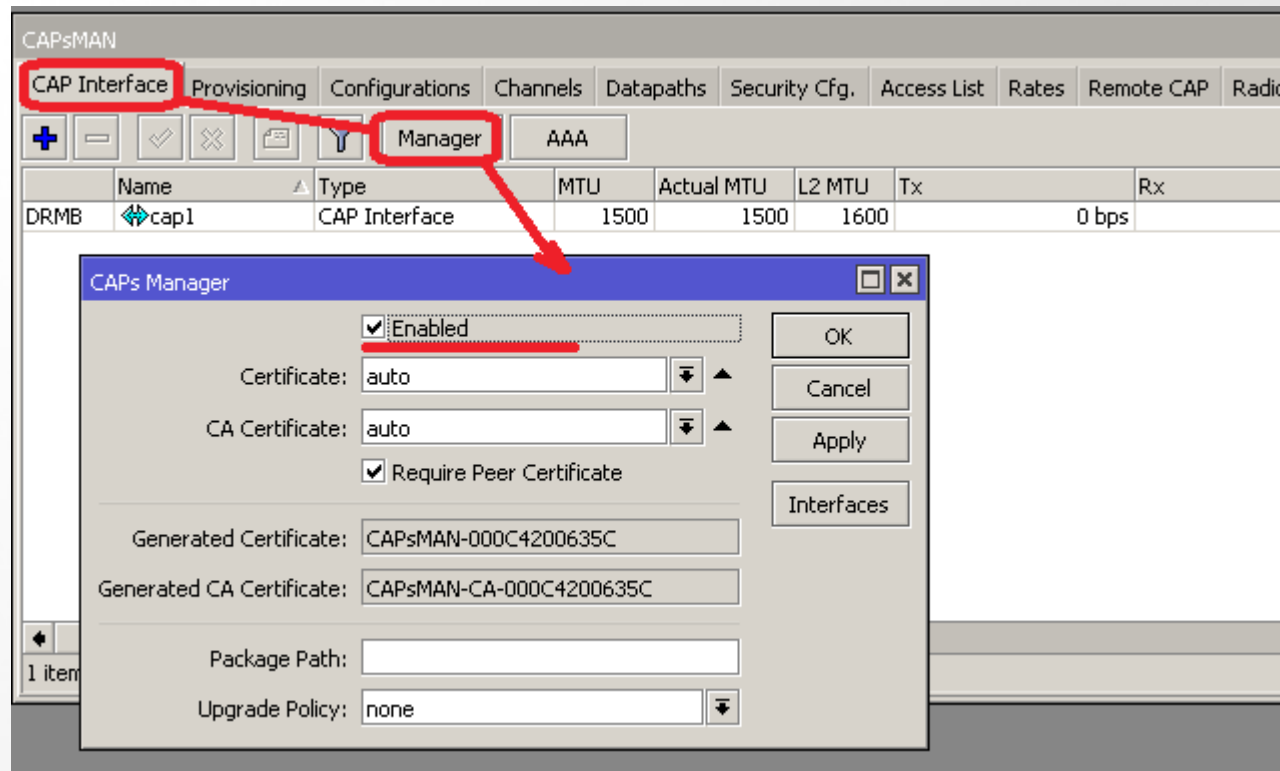 CAPsMAN
CAP Interface Provisioning Configurations Channels Datapaths Security Cfg. Access List Rates Remote CAP Radio
Manager AAA
Name Type MTU Actual MTU L2 MTU Tx Rx
DRMB cap1 CAP Interface 1500 1500 1600 0 bps
CAPs Manager
Enabled OK
Certificate: auto Cancel
CA Certificate: auto Apply
Require Peer Certificate
Interfaces
Generated Certificate: CAPsMAN-000C4200635C
Generated CA Certificate: CAPsMAN-CA-000C4200635C
Package Path:
1 item
Upgrade Policy: none